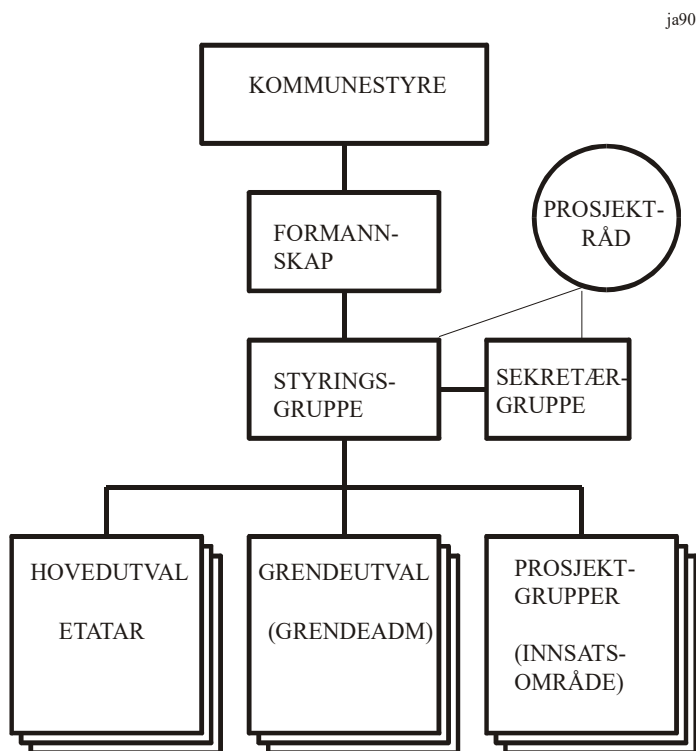 ja90
KOMMUNESTYRE
FORMANN-
SKAP
PROSJEKT-
RÅD
STYRINGS-
GRUPPE
SEKRETÆR-
GRUPPE
HOVEDUTVAL
ETATAR
GRENDEUTVAL
(GRENDEADM)
PROSJEKT-
GRUPPER
(INNSATS-
OMRÅDE)